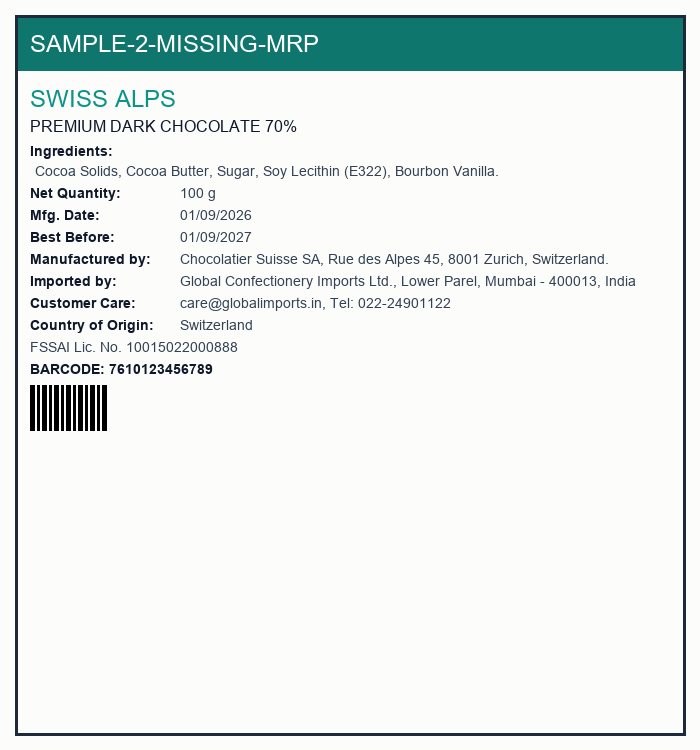 SAMPLE-2-MISSING-MRP
SWISS ALPS
PREMIUM DARK CHOCOLATE 70%
Ingredients:
Cocoa Solids, Cocoa Butter, Sugar, Soy Lecithin (E322), Bourbon Vanilla.
Net Quantity: 100 g
Mfg. Date: 01/09/2026
Best Before: 01/09/2027
Manufactured by: Chocolatier Suisse SA, Rue des Alpes 45, 8001 Zurich, Switzerland.
Imported by: Global Confectionery Imports Ltd., Lower Parel, Mumbai - 400013, India
Customer Care: care@globalimports.in, Tel: 022-24901122
Country of Origin: Switzerland
FSSAI Lic. No. 10015022000888
BARCODE: 7610123456789